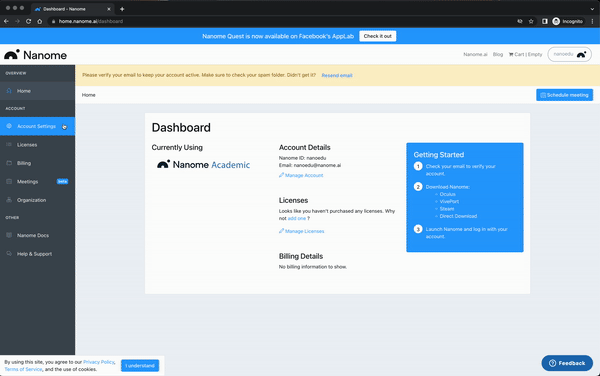 Dashboard - Nanome
home.nanome.ai/dashboard
Incognito
Nanome Quest is now available on Facebook's AppLab
Check it out
Nanome
Nanome.ai
Blog
Cart | Empty
nanoedu
OVERVIEW
Home
ACCOUNT
Account Settings
Licenses
Billing
Meetings
beta
Organization
OTHER
Nanome Docs
Help & Support
Please verify your email to keep your account active. Make sure to check your spam folder. Didn't get it? Resend email
Home
Schedule meeting
Dashboard
Currently Using
Nanome Academic
Account Details
Nanome ID: nanoedu
Email: nanoedu@nanome.ai
Manage Account
Licenses
Looks like you haven't purchased any licenses. Why
not add one ?
Manage Licenses
Billing Details
No billing information to show.
Getting Started
1 Check your email to verify your
account.
2 Download Nanome:
Oculus
VivePort
Steam
Direct Download
3 Launch Nanome and log in with your
account.
By using this site, you agree to our Privacy Policy,
Terms of Service, and the use of cookies.
I understand
Feedback